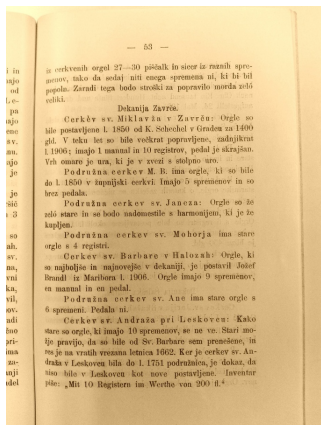 — 53 —
iz cerkvenih orgel 27—30 piščalk in sicer iz raznih spre-
menov, tako da sedaj niti enega spremena ni, ki bi bil
popoln. Zaradi tega bodo stroški za popravilo morda zelo
veliki.
Dekanija Zavrče.
Cerkev sv. Miklavža v Zavrču: Orgle so
bile postavljene l. 1850 od K. Schechel v Gradcu za 1400
gld. V teku let so bile večkrat popravljene, zadnjikrat
l. 1906; imajo 1 manual in 10 registrov, pedal je skrajšan.
Vrh omare je ura, ki je v zvezi s stolpno uro.
Podružna cerkev M. B. ima orgle, ki so bile
do l. 1850 v župnijski cerkvi. Imajo 5 spremenov in so
brez pedala.
Podružna cerkev sv. Janeza: Orgle so
zelo stare in se bodo nadomestile s harmonijem, ki je že
kupljen.
Podružna cerkev sv. Mohorja ima stare
orgle s 4 registri.
Cerkev sv. Barbare v Halozah: Orgle, ki
so najboljše in najnovejše v dekaniji, je postavil Jožef
Brandl iz Maribora l. 1906. Orgle imajo 9 spremenov,
en manual in en pedal.
Podružna cerkev sv. Ane ima stare orgle s
6 spremeni. Pedala ni.
Cerkev sv. Andraža pri Leskovcu: Kako
stare so orgle, ki imajo 10 spremenov, se ne ve. Stari mo-
žje pravijo, da so bile od Sv. Barbare sem prenešene, in
res je na vratih vrezana letnica 1662. Ker je cerkev sv. An-
draža v Leskovcu bila do l. 1751 podružnica, je dokaz, da
niso bile v Leskovcu kot nove postavljene. Inventar
piše: „Mit 10 Registern im Werthe von 200 fl.“